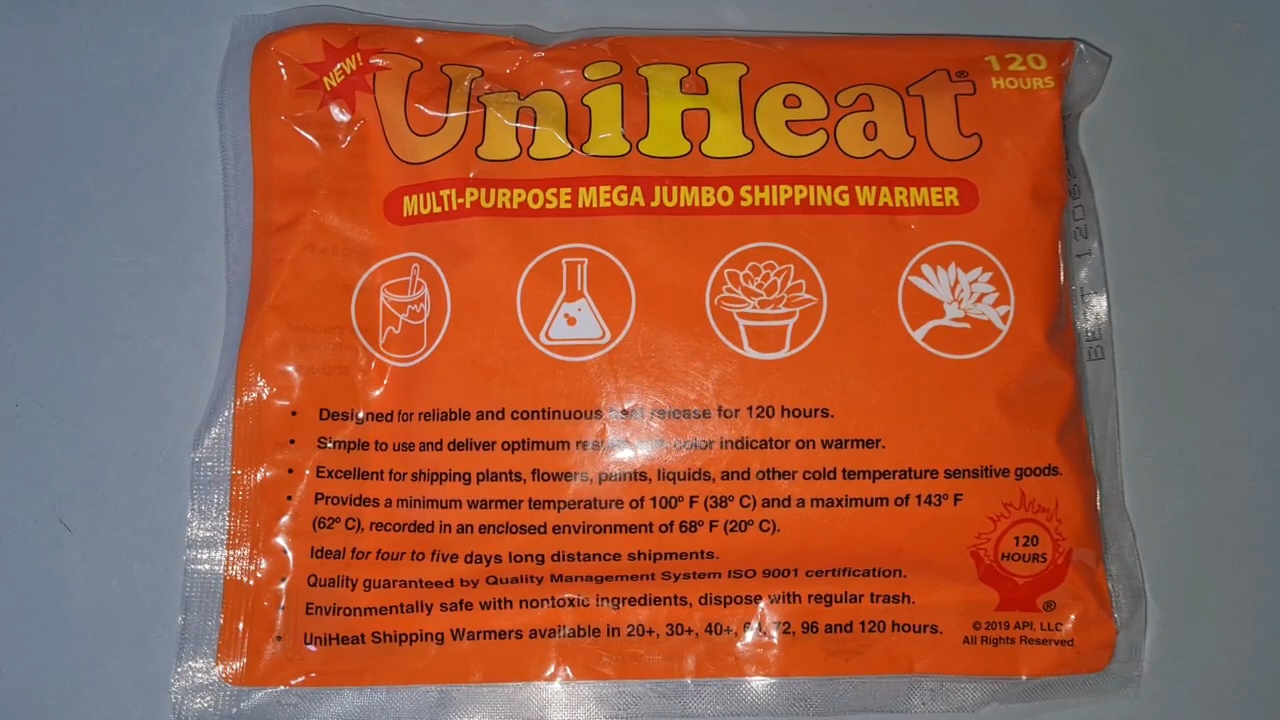 NEW!
UniHeat®
120
HOURS
MULTI-PURPOSE MEGA JUMBO SHIPPING WARMER
• Designed for reliable and continuous heat release for 120 hours.
• Simple to use and deliver optimum color indicator on warmer.
• Excellent for shipping plants, flowers, paints, liquids, and other cold temperature sensitive goods.
• Provides a minimum warmer temperature of 100º F (38º C) and a maximum of 143º F
(62º C), recorded in an enclosed environment of 68º F (20º C).
• Ideal for four to five days long distance shipments.
• Quality guaranteed by Quality Management System ISO 9001 certification.
• Environmentally safe with nontoxic ingredients, dispose with regular trash.
• UniHeat Shipping Warmers available in 20+, 30+, 40+, 72, 96 and 120 hours.
120
HOURS
®
© 2019 API, LLC
All Rights Reserved